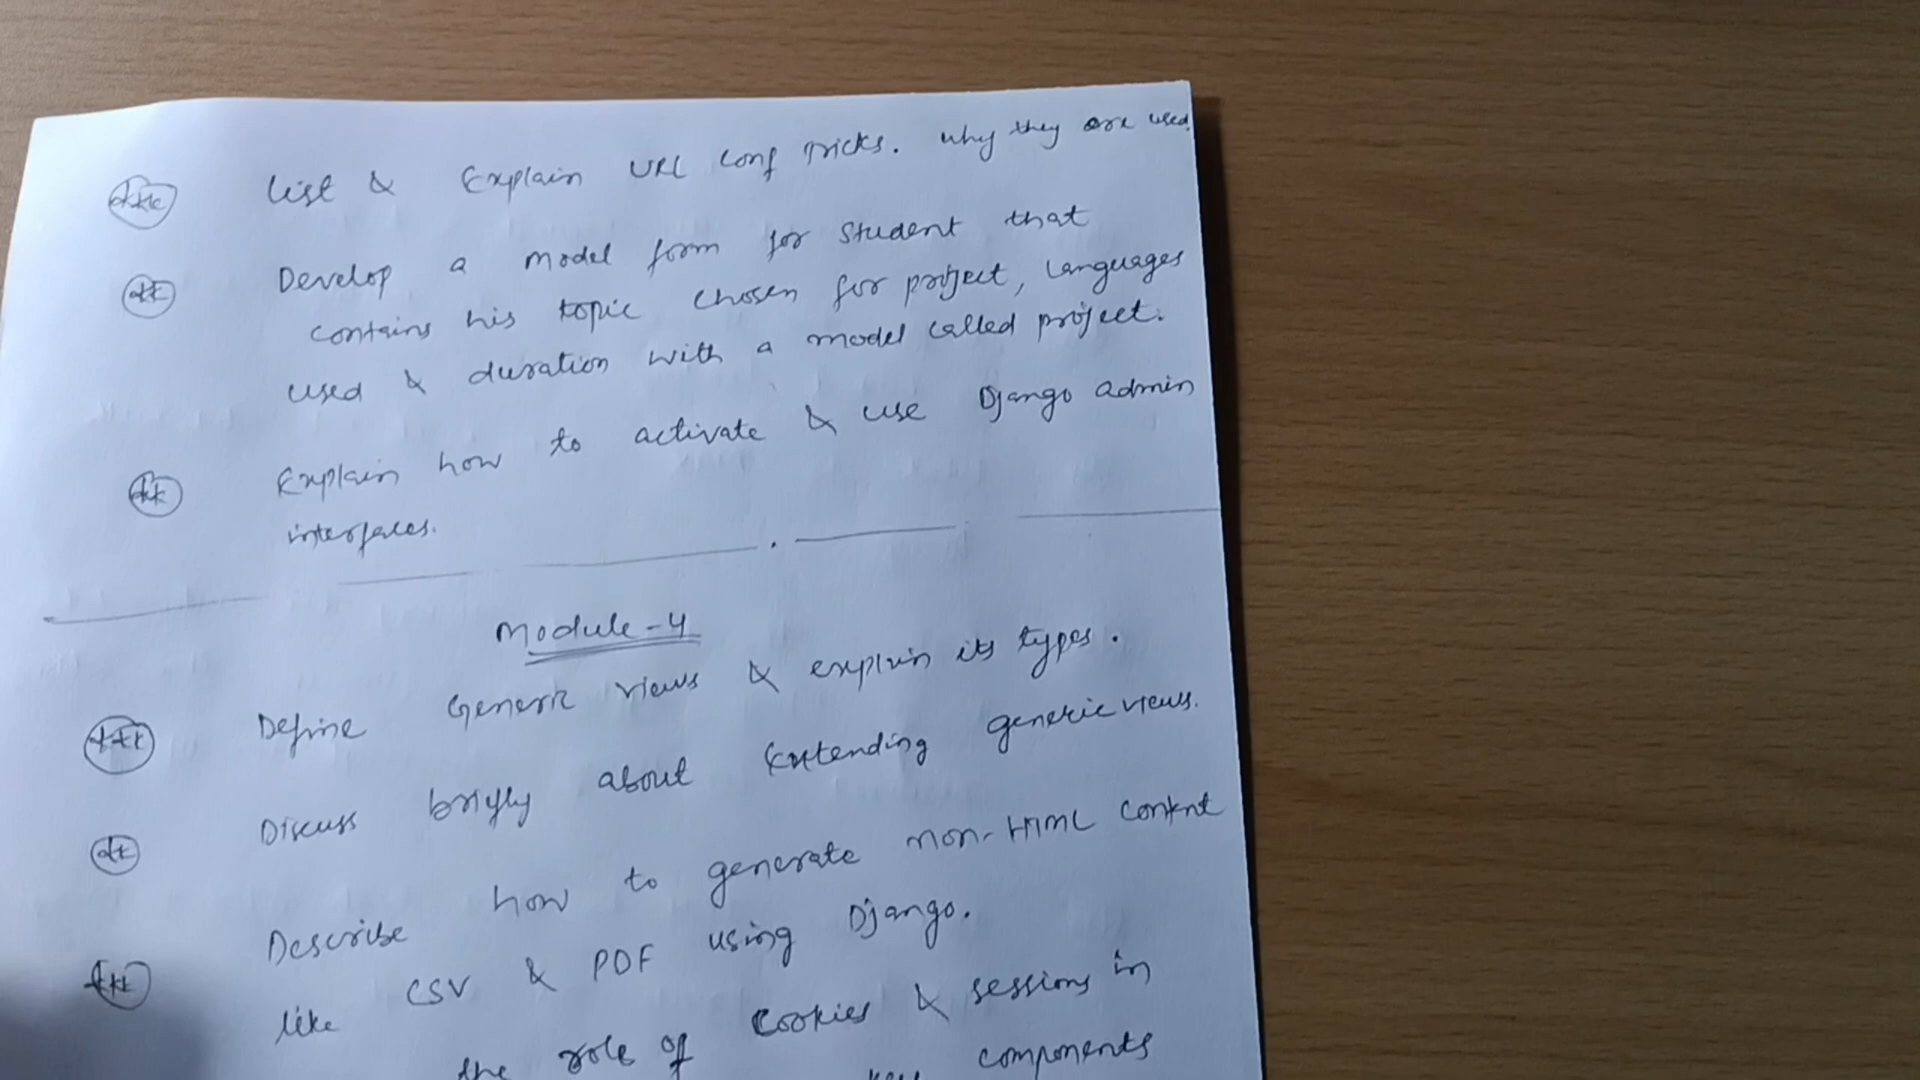 List & Explain URL Conf Tricks. Why they are used.
Develop a model form for student that
contains his topic chosen for project, languages
used & duration with a model called project.
Explain how to activate & use Django admin
interfaces.
Module-4
Define Generic views & explain its types.
Discuss briefly about Extending generic views.
Describe how to generate non-HTML content
like CSV & PDF using Django.
the role of Cookies & sessions in
key components